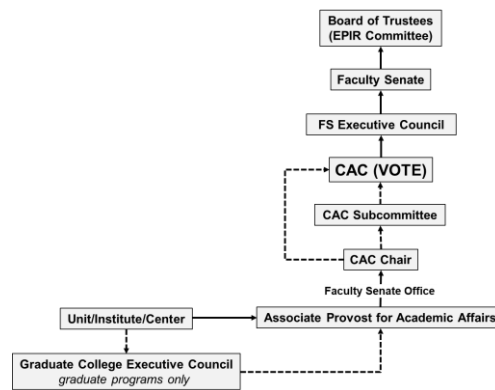 Board of Trustees
(EPIR Committee)
Faculty Senate
FS Executive Council
CAC (VOTE)
CAC Subcommittee
CAC Chair
Faculty Senate Office
Unit/Institute/Center
Associate Provost for Academic Affairs
Graduate College Executive Council
graduate programs only